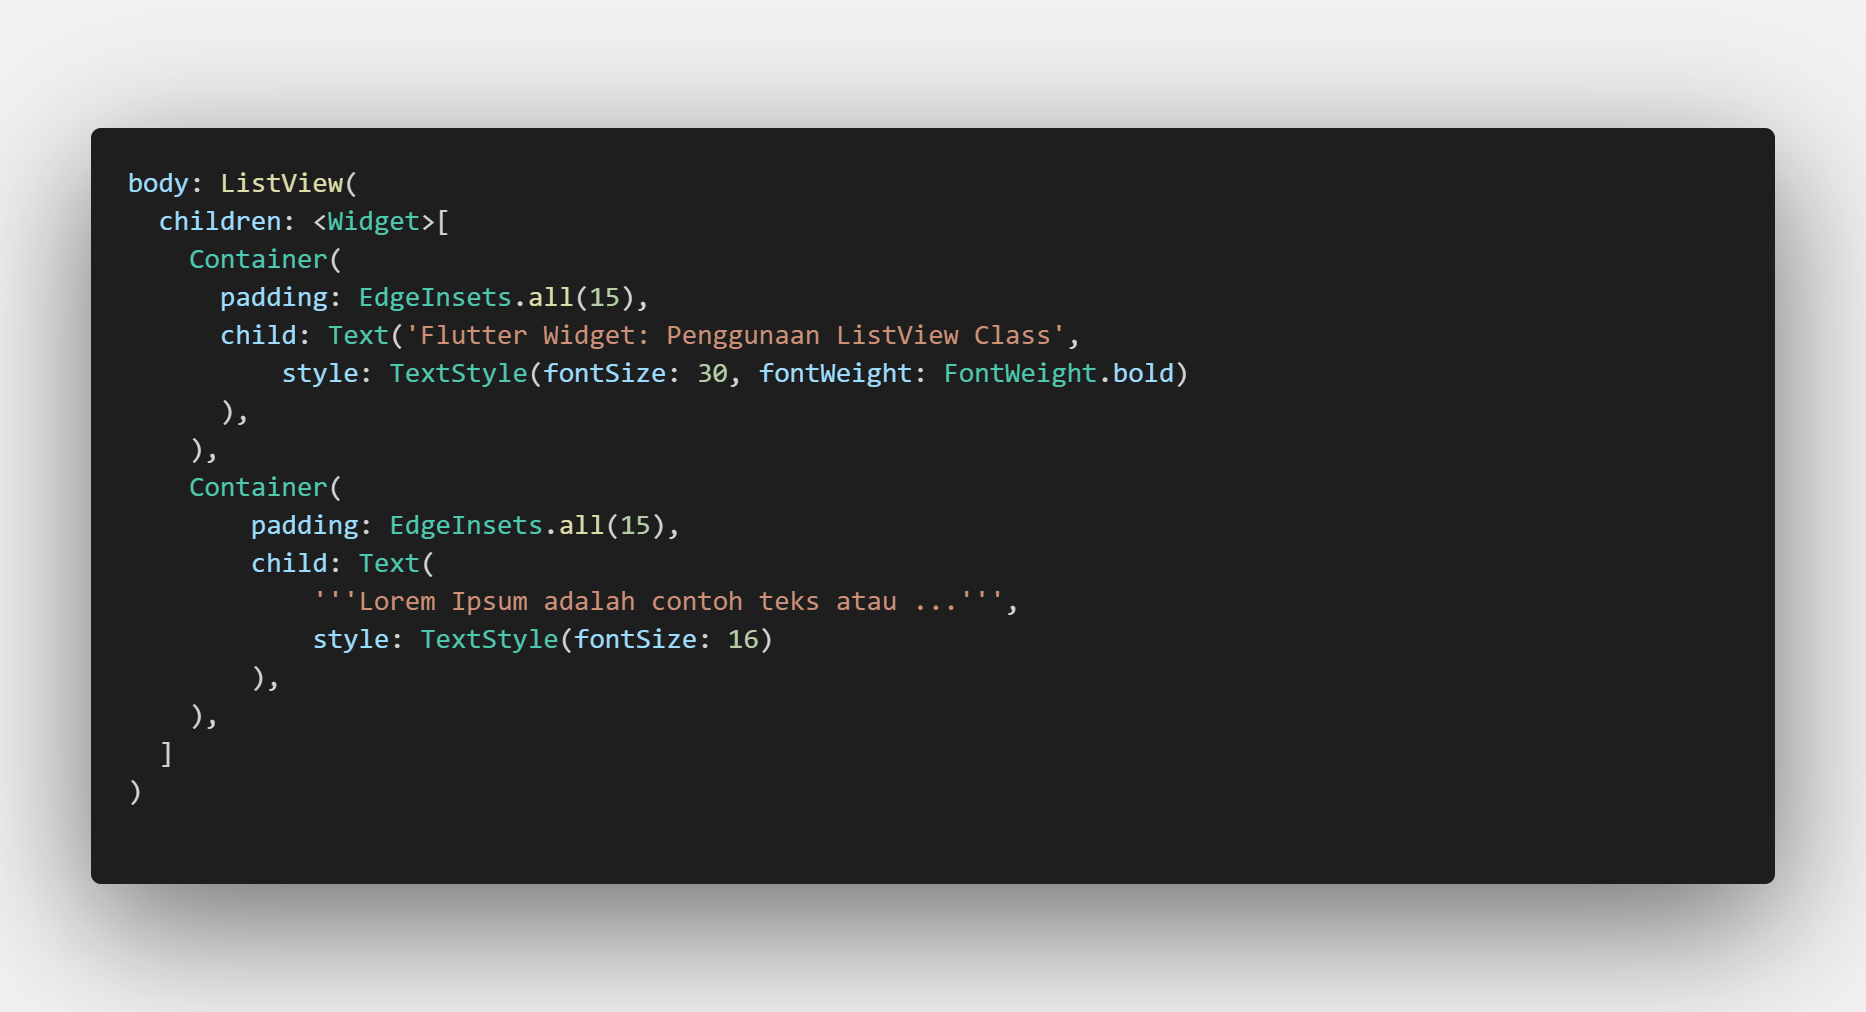 body: ListView(
  children: <Widget>[
    Container(
      padding: EdgeInsets.all(15),
      child: Text('Flutter Widget: Penggunaan ListView Class',
          style: TextStyle(fontSize: 30, fontWeight: FontWeight.bold)
      ),
    ),
    Container(
        padding: EdgeInsets.all(15),
        child: Text(
            '''Lorem Ipsum adalah contoh teks atau ...''',
            style: TextStyle(fontSize: 16)
        ),
    ),
  ]
)